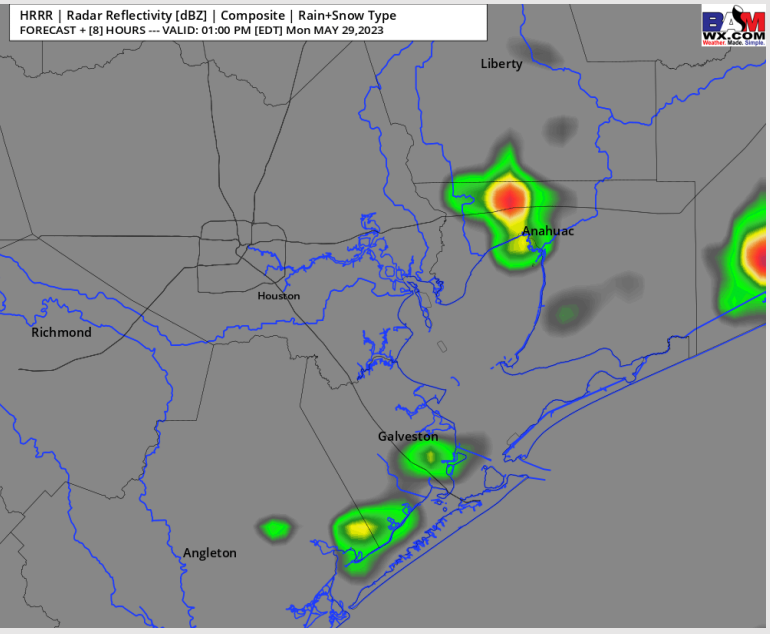 HRRR | Radar Reflectivity [dBZ] | Composite | Rain+Snow Type
FORECAST + [8] HOURS --- VALID: 01:00 PM [EDT] Mon MAY 29,2023
BAM
WX.COM
Weather. Made. Simple.
Liberty
Anahuac
Houston
Richmond
Galveston
Angleton